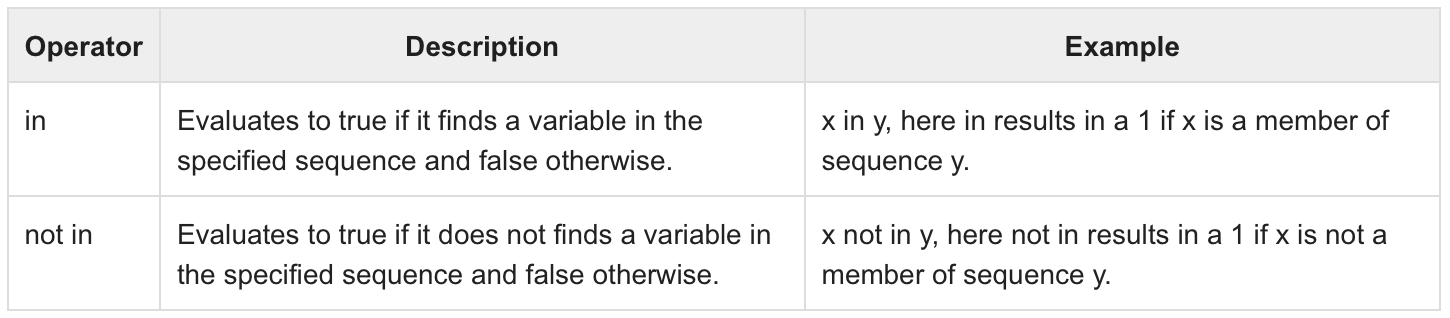 Operator Description Example
in Evaluates to true if it finds a variable in the x in y, here in results in a 1 if x is a member of
specified sequence and false otherwise. sequence y.
not in Evaluates to true if it does not finds a variable in x not in y, here not in results in a 1 if x is not a
the specified sequence and false otherwise. member of sequence y.